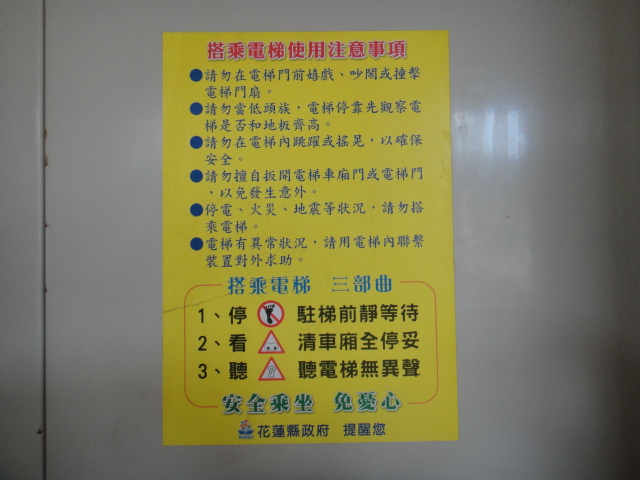 搭乘電梯使用注意事項
●請勿在電梯門前嬉戲、吵鬧或撞擊
電梯門扇。
●請勿當低頭族，電梯停靠先觀察電
梯是否和地板齊高。
●請勿在電梯內跳躍或搖晃，以確保
安全。
●請勿擅自扳開電梯車廂門或電梯門
，以免發生意外。
●停電、火災、地震等狀況，請勿搭
乘電梯。
●電梯有異常狀況，請用電梯內聯繫
裝置對外求助。
搭乘電梯 三部曲
1、停 駐梯前靜等待
2、看 清車廂全停妥
3、聽 聽電梯無異聲
安全乘坐 免憂心
花蓮縣政府 提醒您